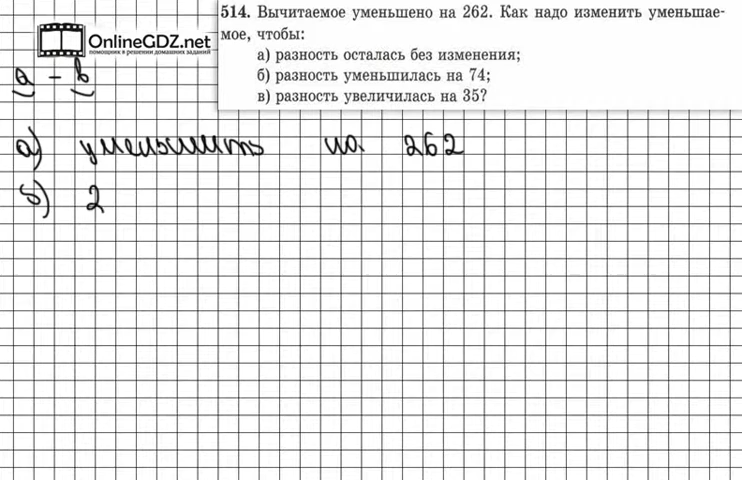 514. Вычитаемое уменьшено на 262. Как надо изменить уменьшае-
мое, чтобы:
а) разность осталась без изменения;
б) разность уменьшилась на 74;
в) разность увеличилась на 35?
OnlineGDZ.net
помощник в решении домашних заданий
a - b
а) уменьшить на 262
б) 2